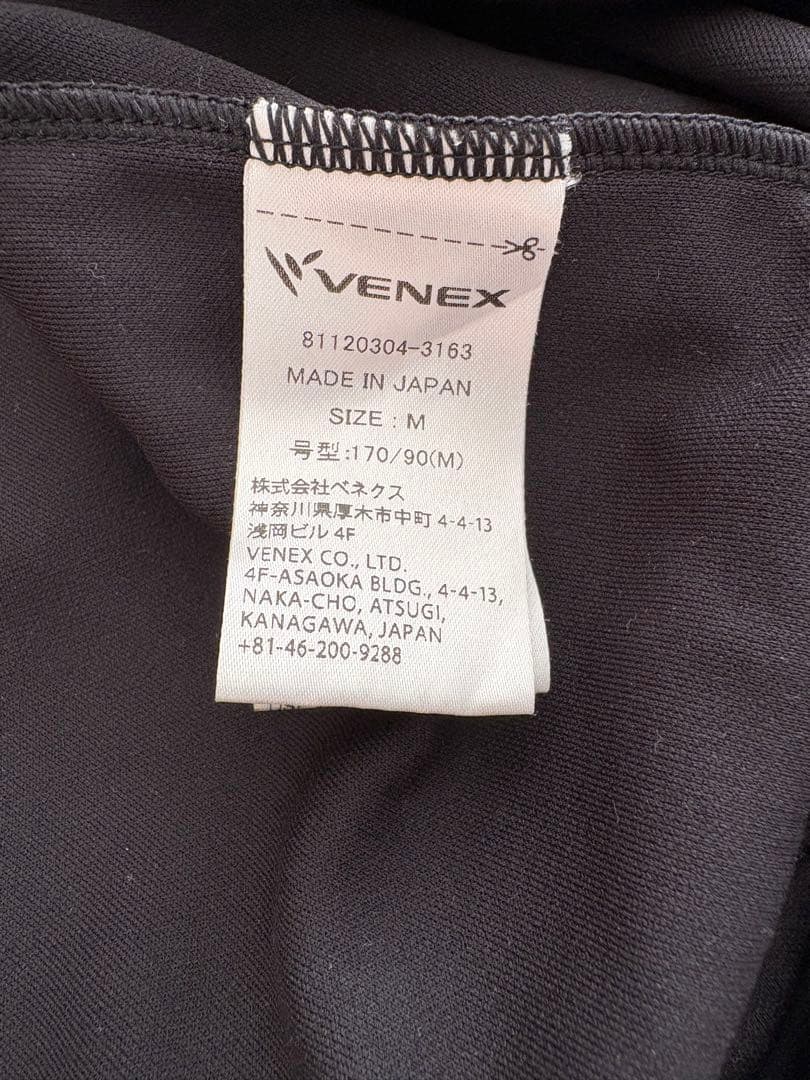 VENEX
81120304-3163
MADE IN JAPAN
SIZE : M
号型:170/90(M)
株式会社ベネクス
神奈川県厚木市中町 4-4-13
浅岡ビル 4F
VENEX CO., LTD.
4F-ASAOKA BLDG., 4-4-13,
NAKA-CHO, ATSUGI,
KANAGAWA, JAPAN
+81-46-200-9288